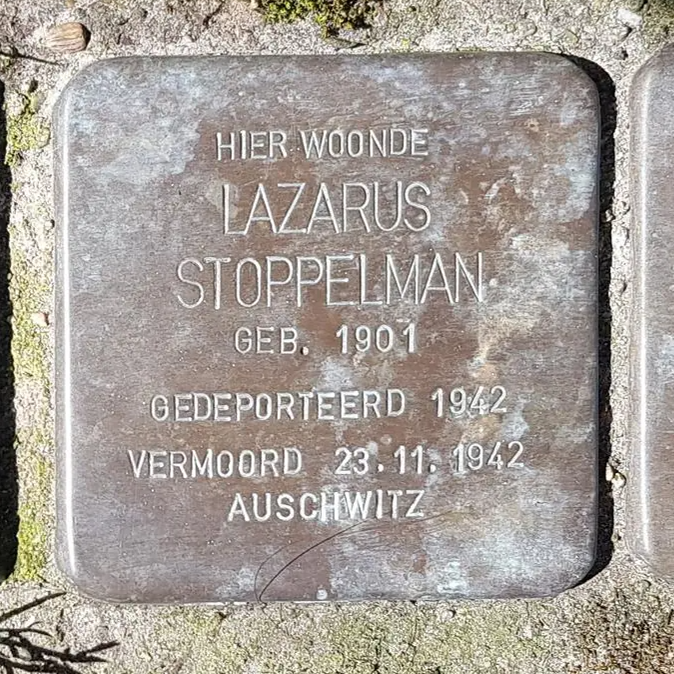 HIER WOONDE
LAZARUS
STOPPELMAN
GEB. 1901
GEDEPORTEERD 1942
VERMOORD 23.11.1942
AUSCHWITZ